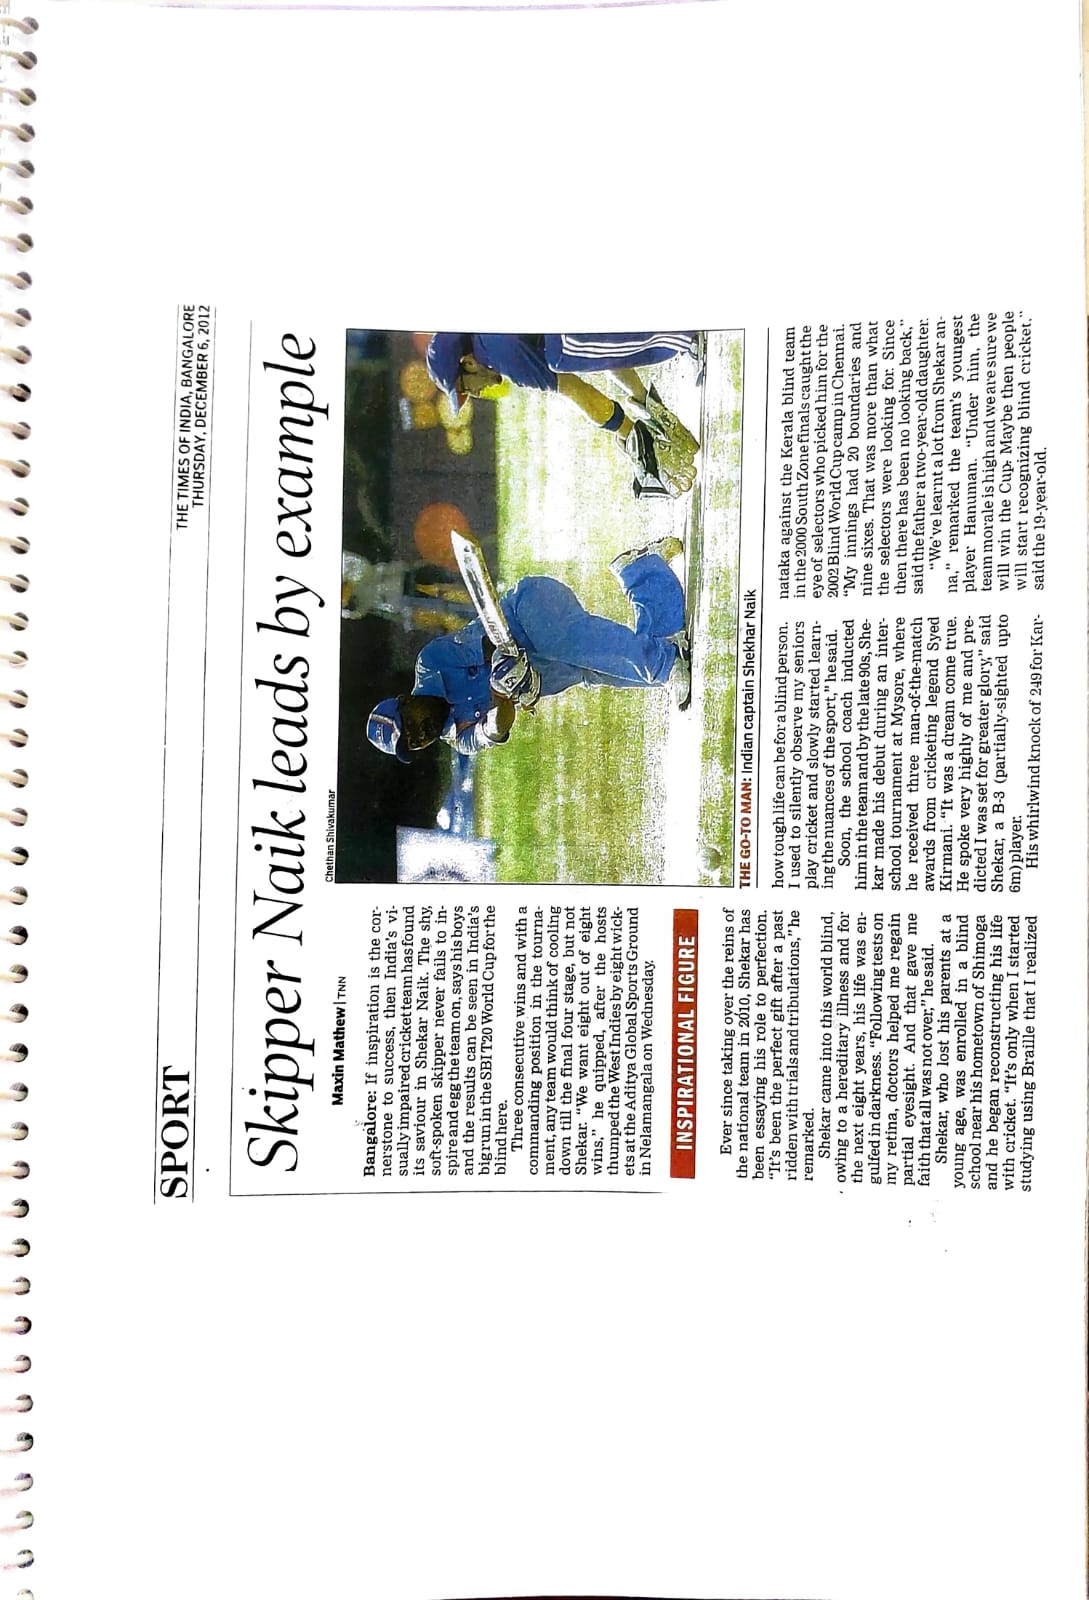 SPORT
THE TIMES OF INDIA, BANGALORE
THURSDAY, DECEMBER 6, 2012
Skipper Naik leads by example
Maxin Mathew | TNN
Bangalore: If inspiration is the cor-
nerstone to success, then India's vi-
sually impaired cricket team has found
its saviour in Shekar Naik. The shy,
soft-spoken skipper never fails to in-
spire and egg the team on, says his boys
and the results can be seen in India's
big run in the SBI T20 World Cup for the
blind here.
Three consecutive wins and with a
commanding position in the tourna-
ment, any team would think of cooling
down till the final four stage, but not
Shekar. "We want eight out of eight
wins," he quipped, after the hosts
thumped the West Indies by eight wick-
ets at the Aditya Global Sports Ground
in Nelamangala on Wednesday.
INSPIRATIONAL FIGURE
Ever since taking over the reins of
the national team in 2010, Shekar has
been essaying his role to perfection.
"It's been the perfect gift after a past
ridden with trials and tribulations," he
remarked.
Shekar came into this world blind,
owing to a hereditary illness and for
the next eight years, his life was en-
gulfed in darkness. "Following tests on
my retina, doctors helped me regain
partial eyesight. And that gave me
faith that all was not over," he said.
Shekar, who lost his parents at a
young age, was enrolled in a blind
school near his hometown of Shimoga
and he began reconstructing his life
with cricket. "It's only when I started
studying using Braille that I realized
Chethan Shivakumar
THE GO-TO MAN: Indian captain Shekhar Naik
how tough life can be for a blind person.
I used to silently observe my seniors
play cricket and slowly started learn-
ing the nuances of the sport," he said.
Soon, the school coach inducted
him in the team and by the late 90s, She-
kar made his debut during an inter-
school tournament at Mysore, where
he received three man-of-the-match
awards from cricketing legend Syed
Kirmani. "It was a dream come true.
He spoke very highly of me and pre-
dicted I was set for greater glory," said
Shekar, a B-3 (partially-sighted upto
6m) player.
His whirlwind knock of 249 for Kar-
nataka against the Kerala blind team
in the 2000 South Zone finals caught the
eye of selectors who picked him for the
2002 Blind World Cup camp in Chennai.
"My innings had 20 boundaries and
nine sixes. That was more than what
the selectors were looking for. Since
then there has been no looking back,"
said the father a two-year-old daughter.
"We've learnt a lot from Shekar an-
na," remarked the team's youngest
player Hanuman. "Under him, the
team morale is high and we are sure we
will win the Cup. Maybe then people
will start recognizing blind cricket,"
said the 19-year-old.